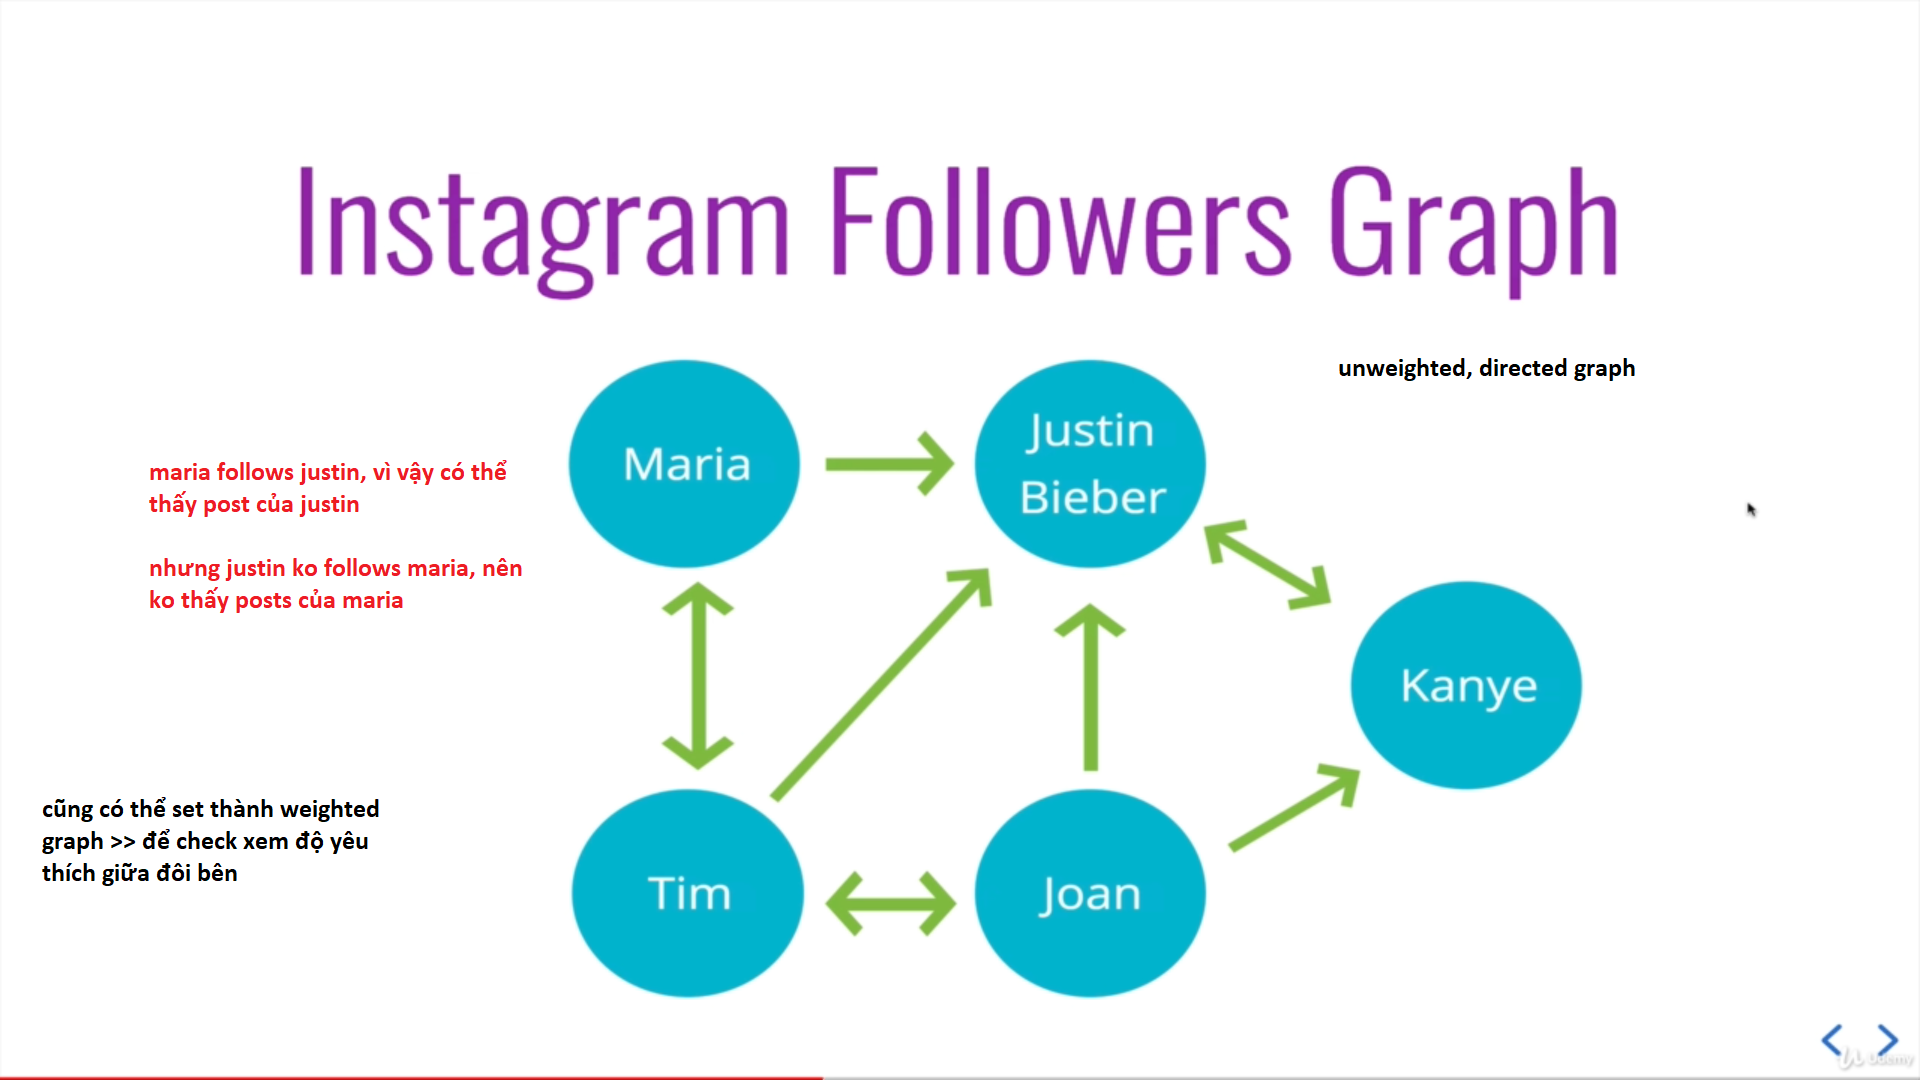 Instagram Followers Graph
unweighted, directed graph
Maria
Justin
Bieber
maria follows justin, vì vậy có thể
thấy post của justin
nhưng justin ko follows maria, nên
ko thấy posts của maria
Kanye
cũng có thể set thành weighted
graph >> để check xem độ yêu
thích giữa đôi bên
Tim
Joan
Udemy